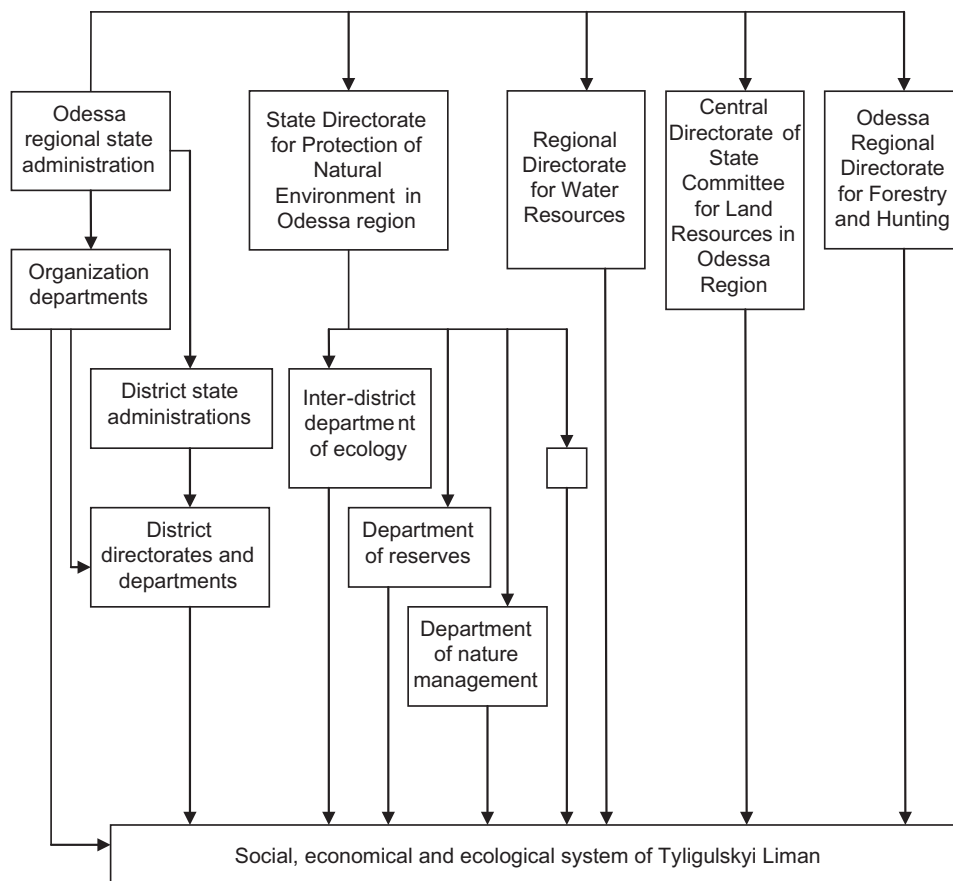 Odessa
regional state
administration
State Directorate
for Protection of
Natural
Environment in
Odessa region
Regional
Directorate
for Water
Resources
Central
Directorate of
State
Committee
for Land
Resources in
Odessa
Region
Odessa
Regional
Directorate
for Forestry
and Hunting
Organization
departments
District state
administrations
Inter-district
department
of ecology
District
directorates and
departments
Department
of reserves
Department
of nature
management
Social, economical and ecological system of Tyligulskyi Liman